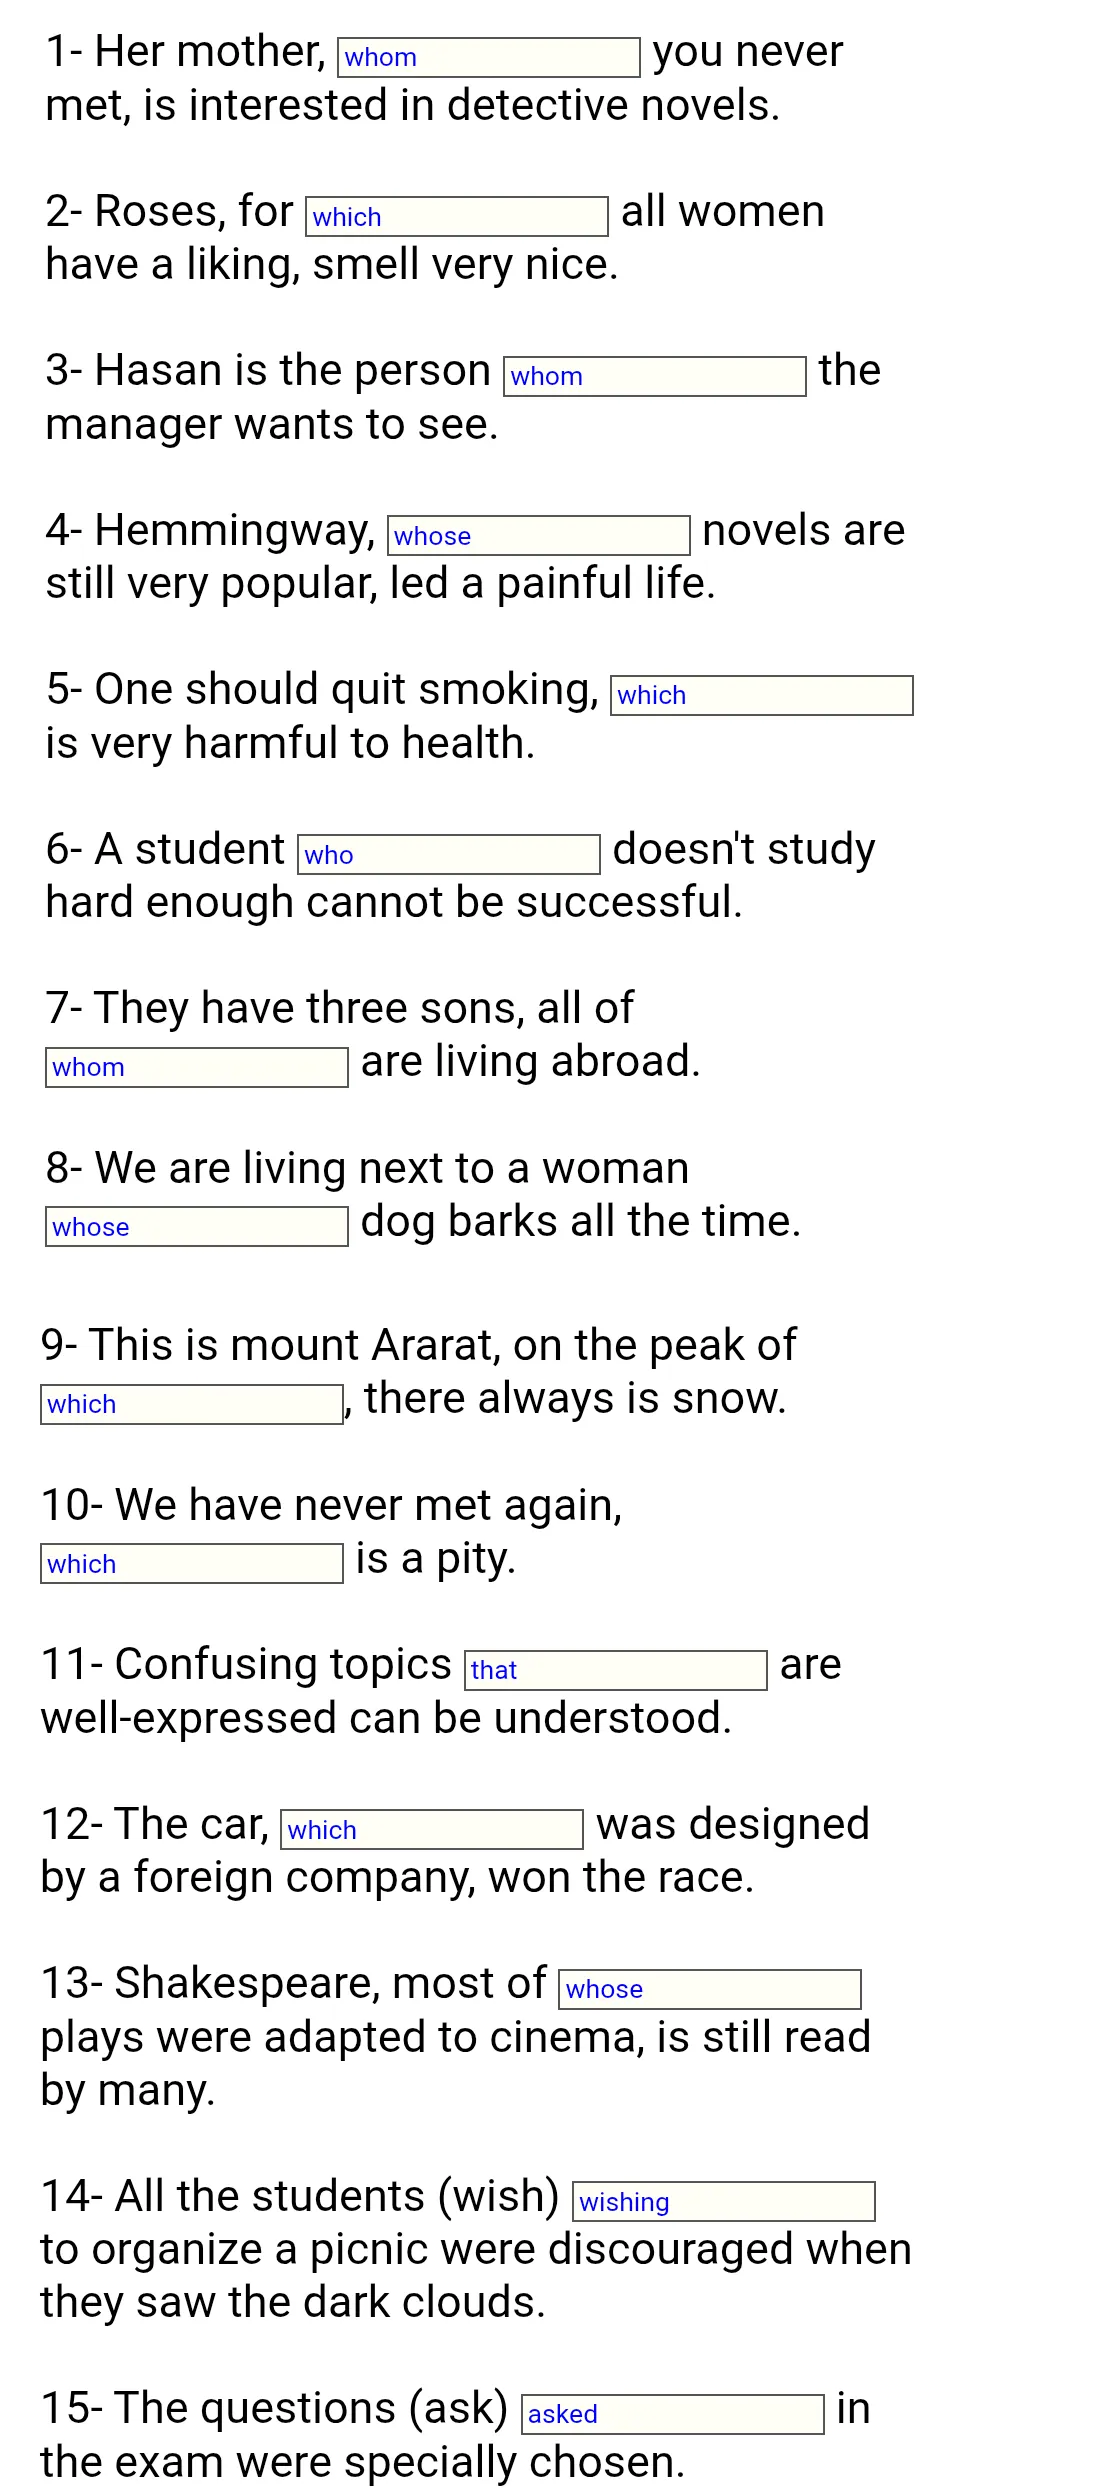 1- Her mother, whom you never
met, is interested in detective novels.
2- Roses, for which all women
have a liking, smell very nice.
3- Hasan is the person whom the
manager wants to see.
4- Hemmingway, whose novels are
still very popular, led a painful life.
5- One should quit smoking, which
is very harmful to health.
6- A student who doesn't study
hard enough cannot be successful.
7- They have three sons, all of
whom are living abroad.
8- We are living next to a woman
whose dog barks all the time.
9- This is mount Ararat, on the peak of
which, there always is snow.
10- We have never met again,
which is a pity.
11- Confusing topics that are
well-expressed can be understood.
12- The car, which was designed
by a foreign company, won the race.
13- Shakespeare, most of whose
plays were adapted to cinema, is still read
by many.
14- All the students (wish) wishing
to organize a picnic were discouraged when
they saw the dark clouds.
15- The questions (ask) asked in
the exam were specially chosen.